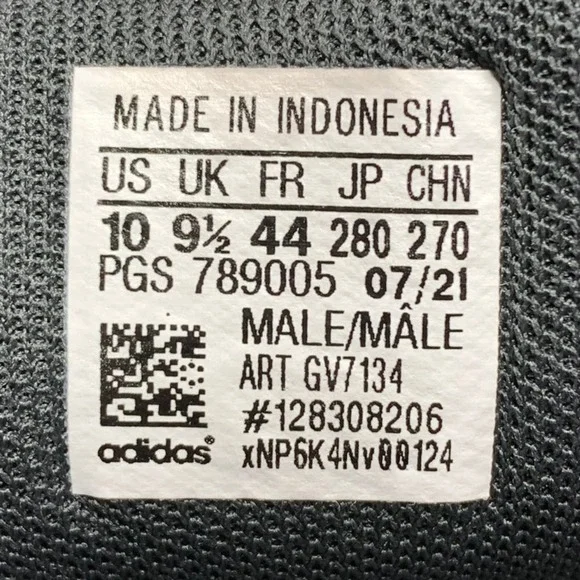 MADE IN INDONESIA
US UK FR JP CHN
10 9½ 44 280 270
PGS 789005 07/21
MALE/MÂLE
ART GV7134
#128308206
adidas® xNP6K4Nv00124